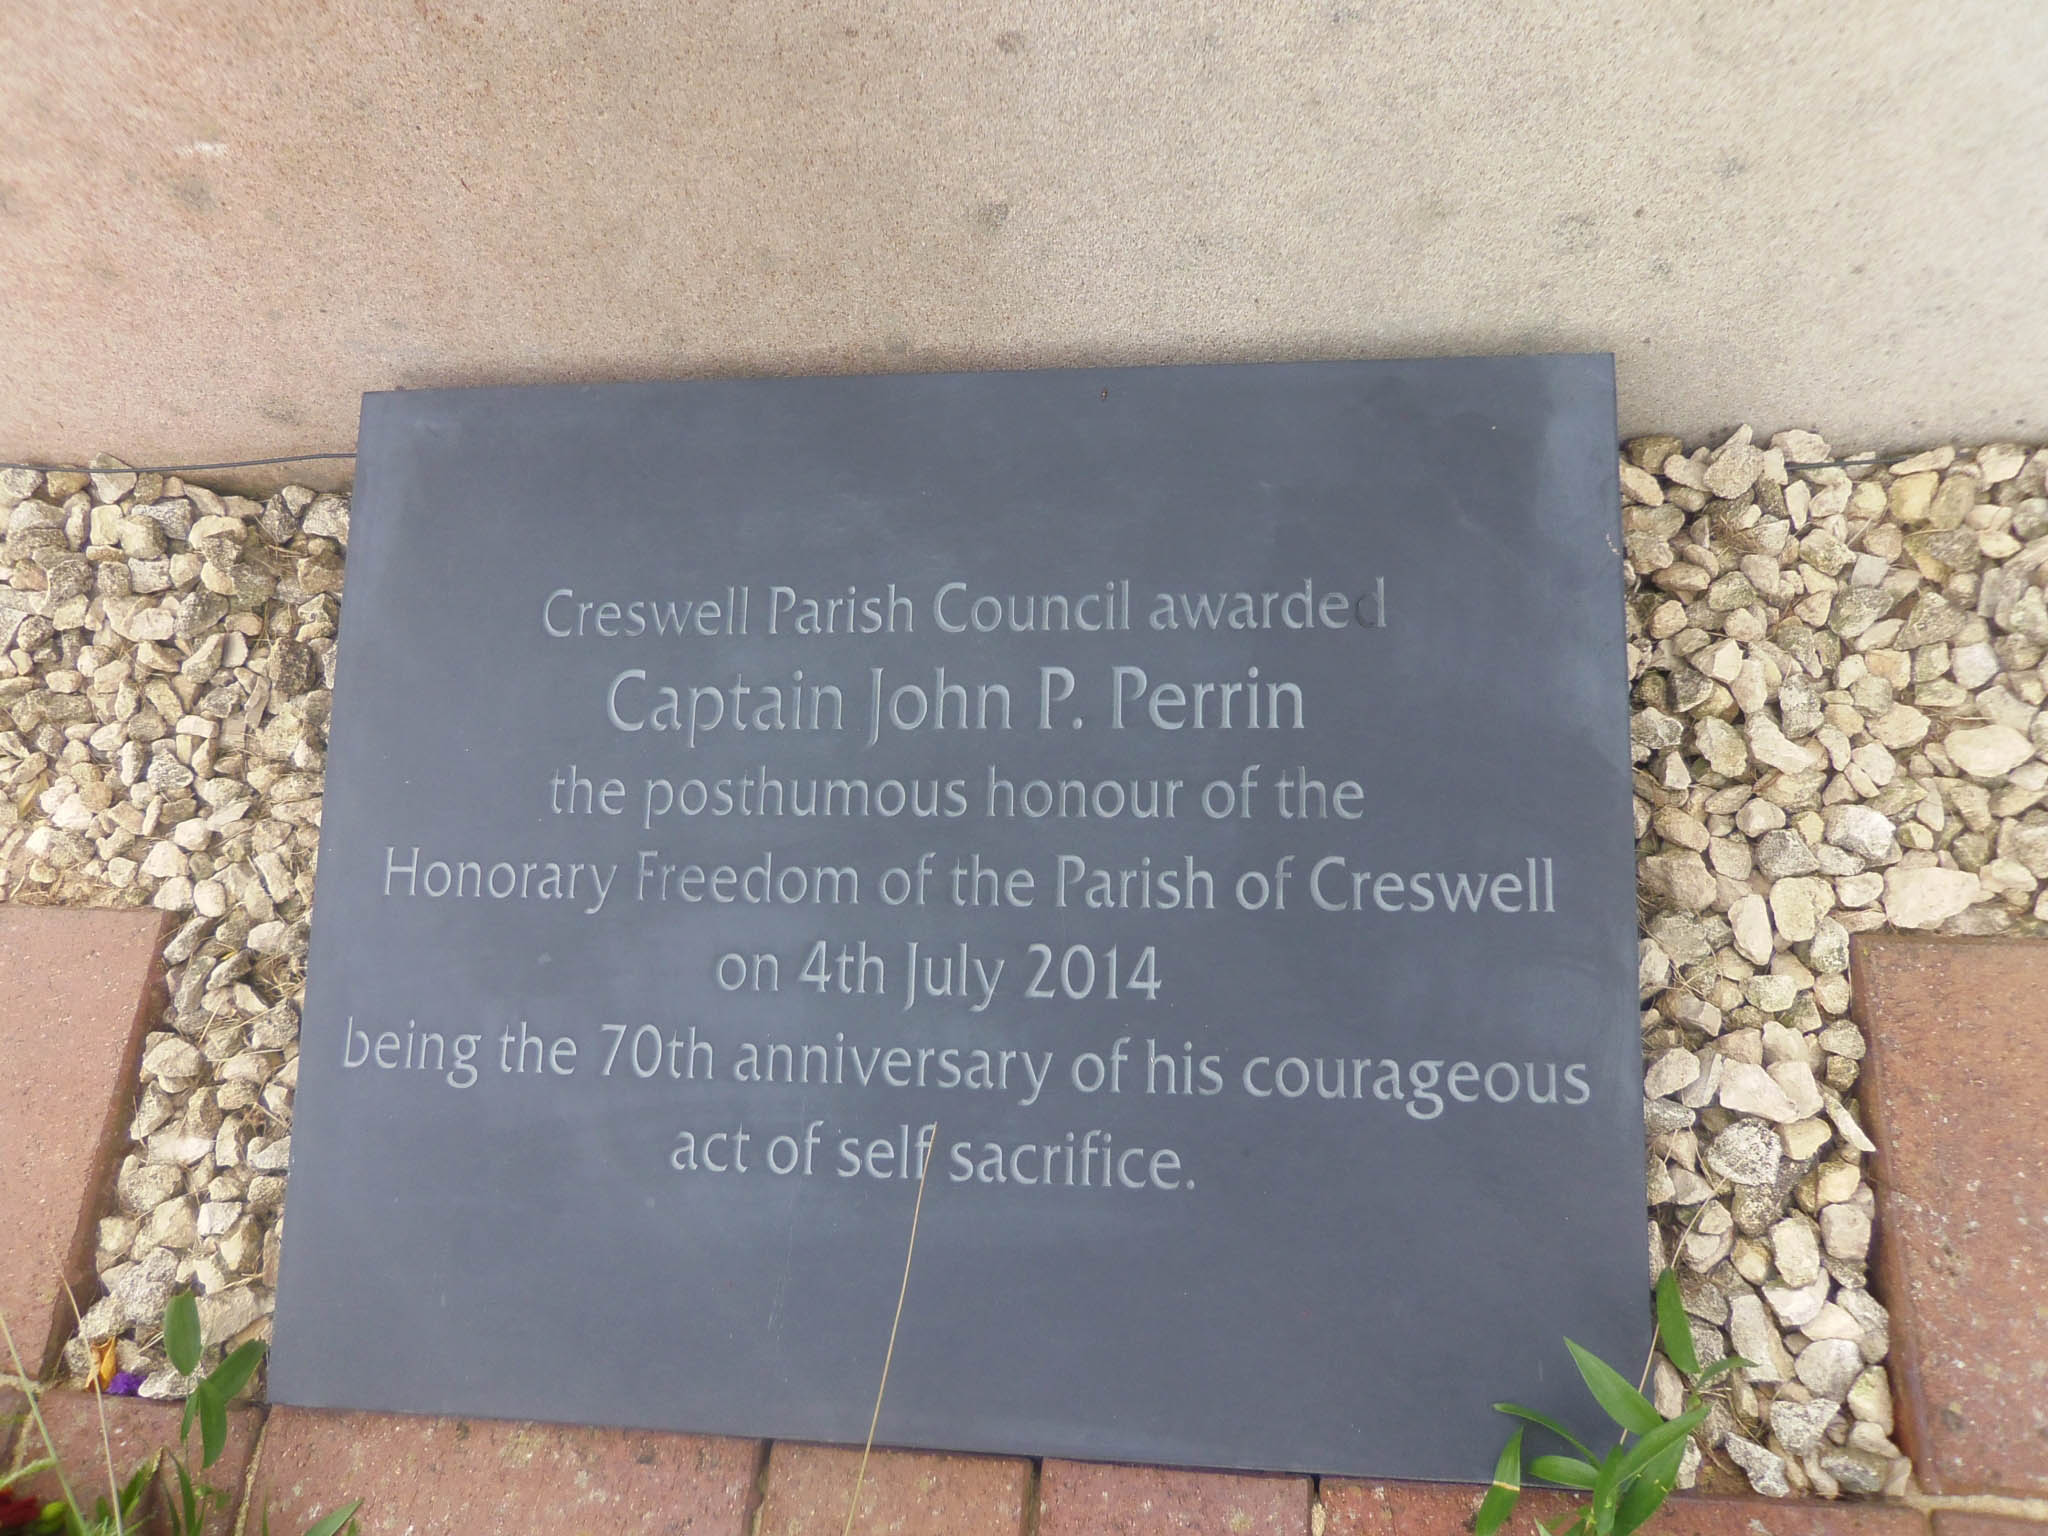 Creswell Parish Council awarded
Captain John P. Perrin
the posthumous honour of the
Honorary Freedom of the Parish of Creswell
on 4th July 2014
being the 70th anniversary of his courageous
act of self sacrifice.